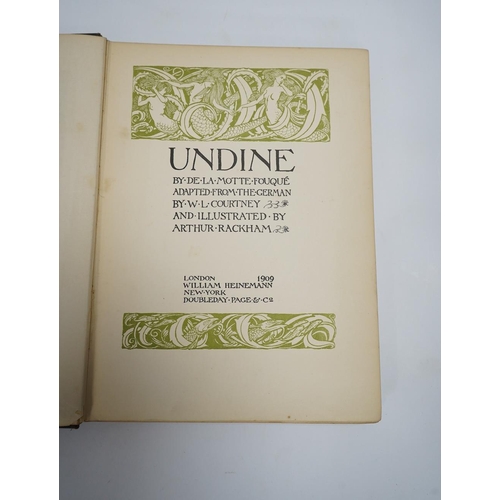 UNDINE
BY·DE·LA·MOTTE·FOUQUÉ
ADAPTED·FROM·THE·GERMAN
BY·W·L·COURTNEY
AND·ILLUSTRATED·BY
ARTHUR·RACKHAM
LONDON 1909
WILLIAM HEINEMANN
NEW·YORK
DOUBLEDAY·PAGE·&·Co